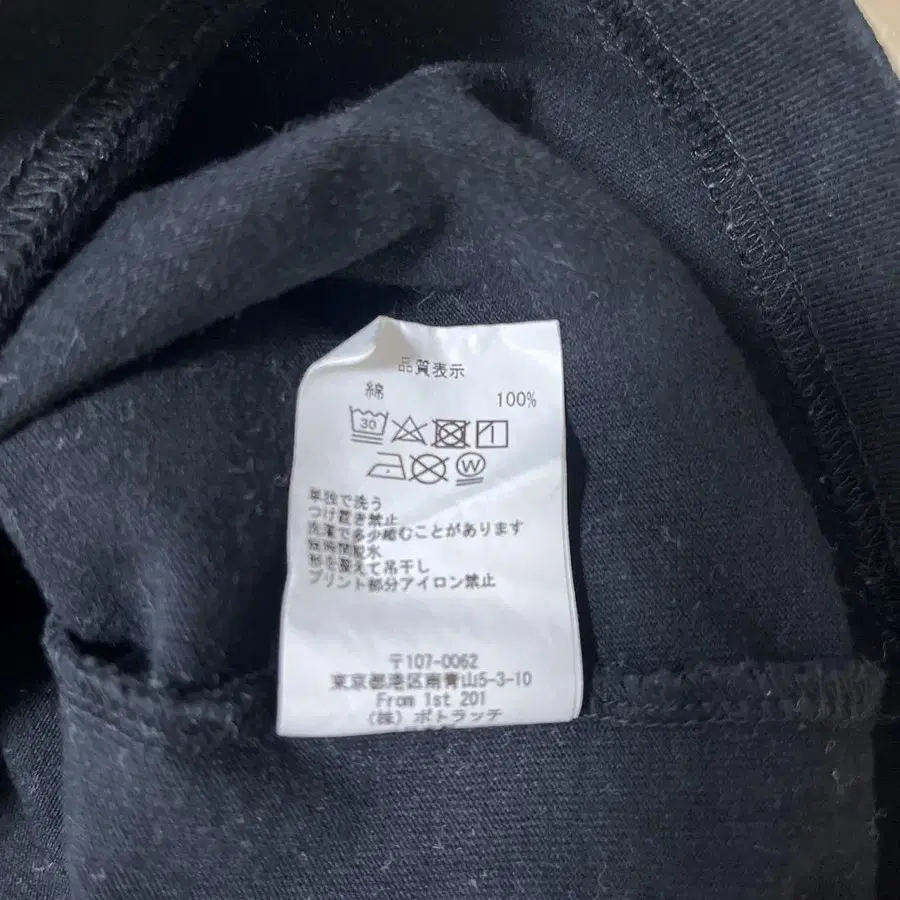 品質表示
綿 100%
30
W
単独で洗う
つけ置き禁止
洗濯で多少縮むことがあります
短時間脱水
形を整えて吊干し
プリント部分アイロン禁止
〒107-0062
東京都港区南青山5-3-10
From 1st 201
(株) ポトラッチ